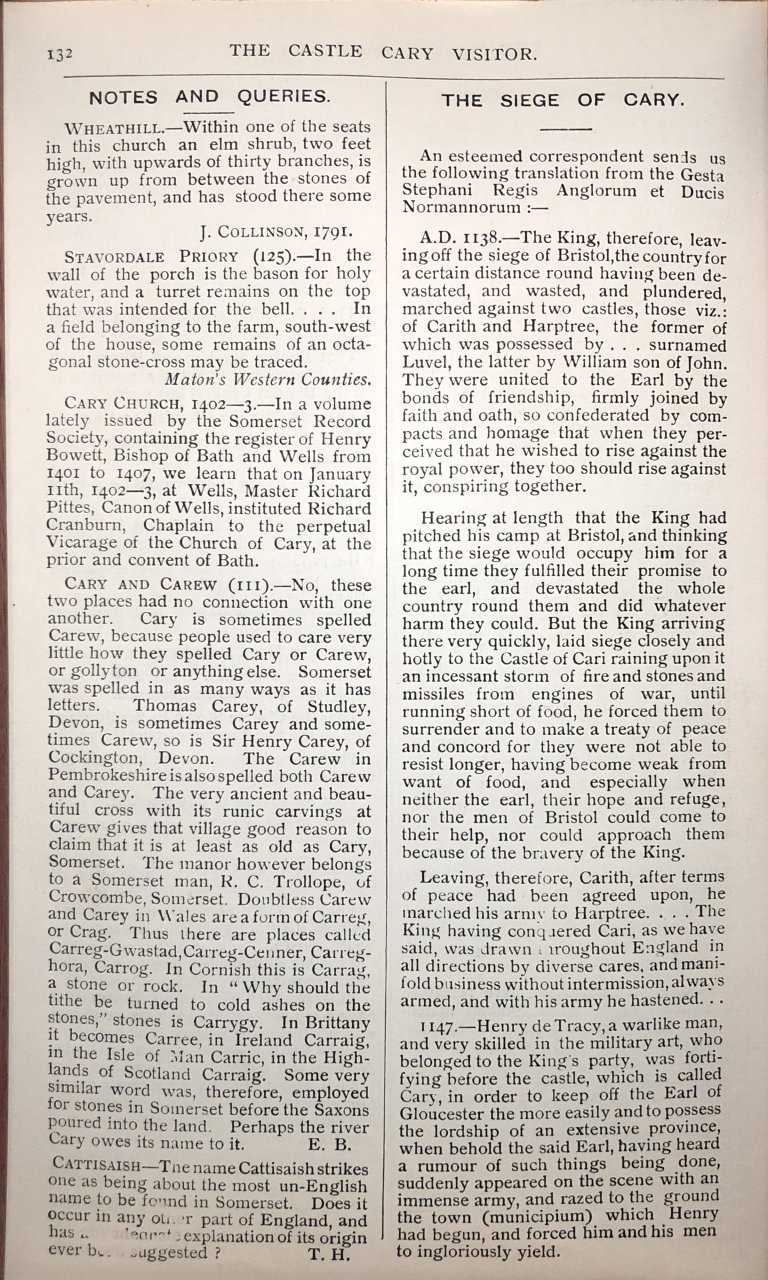 132
THE CASTLE CARY VISITOR.
NOTES AND QUERIES.
WHEATHILL.—Within one of the seats
in this church an elm shrub, two feet
high, with upwards of thirty branches, is
grown up from between the stones of
the pavement, and has stood there some
years.
J. COLLINSON, 1791.
STAVORDALE PRIORY (125).—In the
wall of the porch is the bason for holy
water, and a turret remains on the top
that was intended for the bell. . . . In
a field belonging to the farm, south-west
of the house, some remains of an octa-
gonal stone-cross may be traced.
Maton's Western Counties.
CARY CHURCH, 1402—3.—In a volume
lately issued by the Somerset Record
Society, containing the register of Henry
Bowett, Bishop of Bath and Wells from
1401 to 1407, we learn that on January
11th, 1402—3, at Wells, Master Richard
Pittes, Canon of Wells, instituted Richard
Cranburn, Chaplain to the perpetual
Vicarage of the Church of Cary, at the
prior and convent of Bath.
CARY AND CAREW (111).—No, these
two places had no connection with one
another. Cary is sometimes spelled
Carew, because people used to care very
little how they spelled Cary or Carew,
or gollyton or anything else. Somerset
was spelled in as many ways as it has
letters. Thomas Carey, of Studley,
Devon, is sometimes Carey and some-
times Carew, so is Sir Henry Carey, of
Cockington, Devon. The Carew in
Pembrokeshire is also spelled both Carew
and Carey. The very ancient and beau-
tiful cross with its runic carvings at
Carew gives that village good reason to
claim that it is at least as old as Cary,
Somerset. The manor however belongs
to a Somerset man, R. C. Trollope, of
Crowcombe, Somerset. Doubtless Carew
and Carey in Wales are a form of Carreg,
or Crag. Thus there are places called
Carreg-Gwastad, Carreg-Cenner, Carreg-
hora, Carrog. In Cornish this is Carrag,
a stone or rock. In "Why should the
tithe be turned to cold ashes on the
stones," stones is Carrygy. In Brittany
it becomes Carree, in Ireland Carraig,
in the Isle of Man Carric, in the High-
lands of Scotland Carraig. Some very
similar word was, therefore, employed
for stones in Somerset before the Saxons
poured into the land. Perhaps the river
Cary owes its name to it. E. B.
CATTISAISH—The name Cattisaish strikes
one as being about the most un-English
name to be found in Somerset. Does it
occur in any other part of England, and
has explanation of its origin
ever suggested ? T. H.
THE SIEGE OF CARY.
An esteemed correspondent sends us
the following translation from the Gesta
Stephani Regis Anglorum et Ducis
Normannorum :—
A.D. 1138.—The King, therefore, leav-
ing off the siege of Bristol, the country for
a certain distance round having been de-
vastated, and wasted, and plundered,
marched against two castles, those viz.:
of Carith and Harptree, the former of
which was possessed by . . . surnamed
Luvel, the latter by William son of John.
They were united to the Earl by the
bonds of friendship, firmly joined by
faith and oath, so confederated by com-
pacts and homage that when they per-
ceived that he wished to rise against the
royal power, they too should rise against
it, conspiring together.
Hearing at length that the King had
pitched his camp at Bristol, and thinking
that the siege would occupy him for a
long time they fulfilled their promise to
the earl, and devastated the whole
country round them and did whatever
harm they could. But the King arriving
there very quickly, laid siege closely and
hotly to the Castle of Cari raining upon it
an incessant storm of fire and stones and
missiles from engines of war, until
running short of food, he forced them to
surrender and to make a treaty of peace
and concord for they were not able to
resist longer, having become weak from
want of food, and especially when
neither the earl, their hope and refuge,
nor the men of Bristol could come to
their help, nor could approach them
because of the bravery of the King.
Leaving, therefore, Carith, after terms
of peace had been agreed upon, he
marched his army to Harptree. . . . The
King having conquered Cari, as we have
said, was drawn throughout England in
all directions by diverse cares, and mani-
fold business without intermission, always
armed, and with his army he hastened. . .
1147.—Henry de Tracy, a warlike man,
and very skilled in the military art, who
belonged to the King's party, was forti-
fying before the castle, which is called
Cary, in order to keep off the Earl of
Gloucester the more easily and to possess
the lordship of an extensive province,
when behold the said Earl, having heard
a rumour of such things being done,
suddenly appeared on the scene with an
immense army, and razed to the ground
the town (municipium) which Henry
had begun, and forced him and his men
to ingloriously yield.